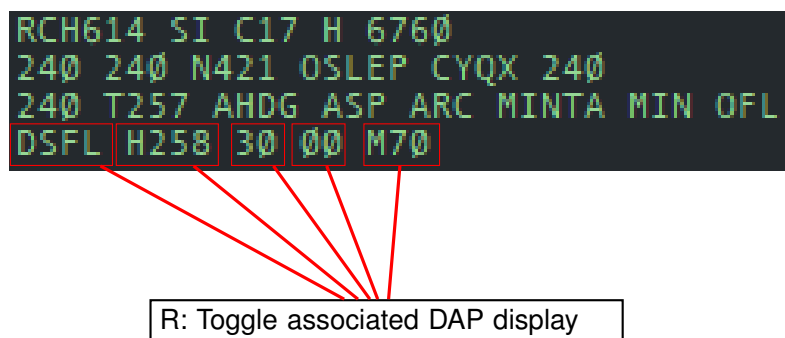 RCH614 SI C17 H 676Ø
24Ø 24Ø N421 OSLEP CYQX 24Ø
24Ø T257 AHDG ASP ARC MINTA MIN OFL
DSFL H258 3Ø ØØ M7Ø
R: Toggle associated DAP display